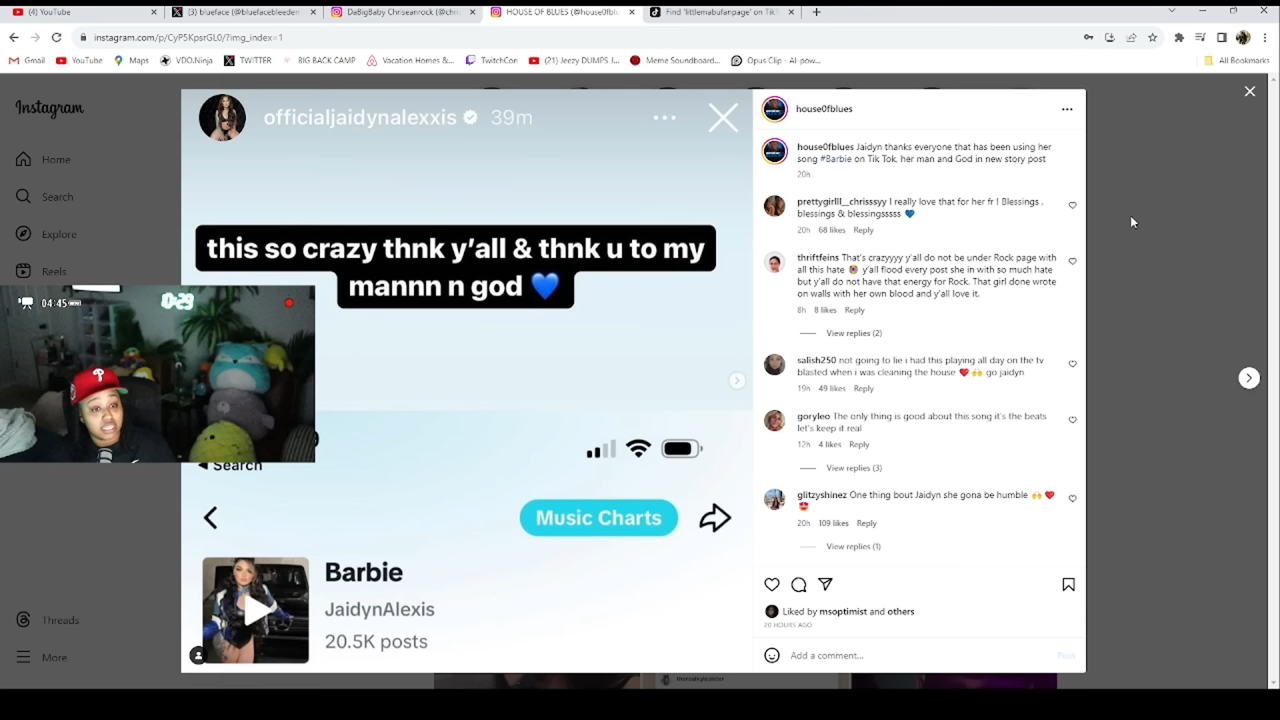 (4) YouTube
(3) blueface (@bluefacebleedem
DaBigBaby Chriseanrock (@chris
HOUSE OF BLUES (@house0fblu
Find 'littlemabufanpage' on TikT
instagram.com/p/CyP5KpsrGL0/?img_index=1
Gmail
YouTube
Maps
VDO.Ninja
TWITTER
BIG BACK CAMP
Vacation Homes &...
TwitchCon
(21) Jeezy DUMPS J...
Meme Soundboard...
Opus Clip - AI-pow...
All Bookmarks
Instagram
Home
Search
Explore
Reels
Threads
More
04:45
0:29
officialjaidynalexxis 39m
this so crazy thnk y'all & thnk u to my
mannn n god 💙
Search
Music Charts
Barbie
JaidynAlexis
20.5K posts
house0fblues
house0fblues Jaidyn thanks everyone that has been using her
song #Barbie on Tik Tok, her man and God in new story post
20h
prettygirlll__chrisssyy I really love that for her fr ! Blessings ,
blessings & blessingsssss 💙
20h 68 likes Reply
thriftfeins That's crazyyyy y'all do not be under Rock page with
all this hate y'all flood every post she in with so much hate
but y'all do not have that energy for Rock. That girl done wrote
on walls with her own blood and y'all love it.
8h 8 likes Reply
View replies (2)
salish250 not going to lie i had this playing all day on the tv
blasted when i was cleaning the house ❤️ 🙌 go jaidyn
19h 49 likes Reply
goryleo The only thing is good about this song it's the beats
let's keep it real
12h 4 likes Reply
View replies (3)
glitzyshinez One thing bout Jaidyn she gona be humble 🙌 ❤️
😍
20h 109 likes Reply
View replies (1)
Liked by msoptimist and others
20 HOURS AGO
Add a comment...
Post